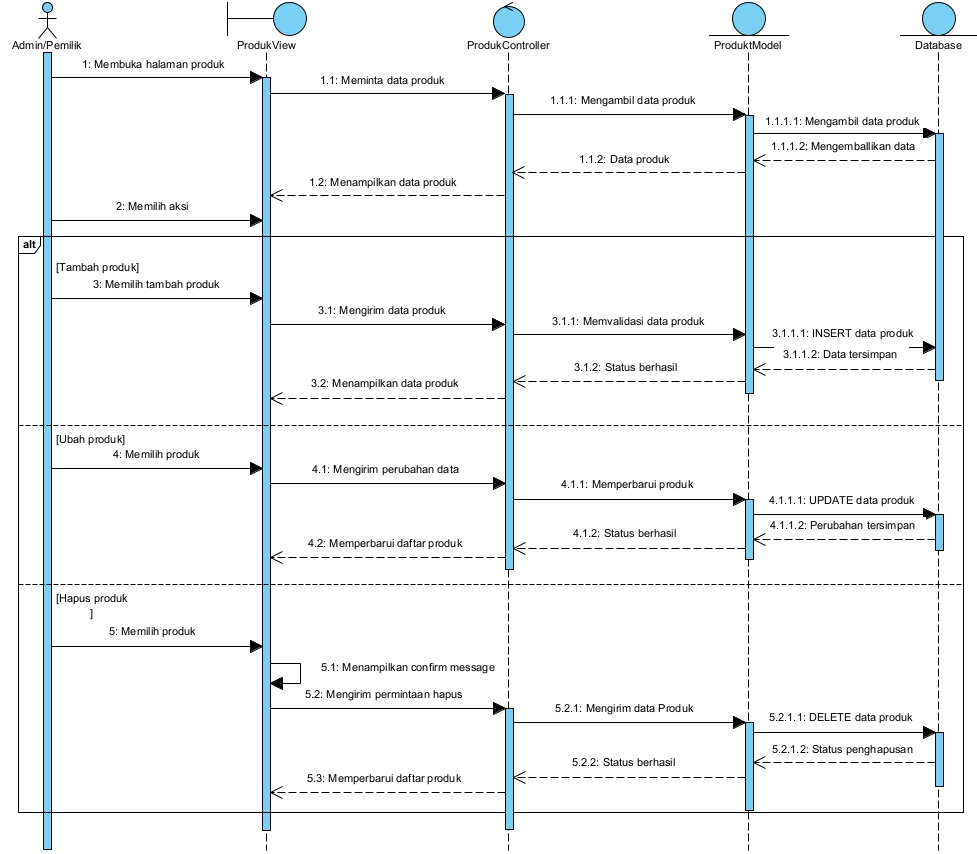 Admin/Pemilik
ProdukView
ProdukController
ProduktModel
Database
1: Membuka halaman produk
1.1: Meminta data produk
1.1.1: Mengambil data produk
1.1.1.1: Mengambil data produk
1.1.1.2: Mengemballikan data
1.1.2: Data produk
1.2: Menampilkan data produk
2: Memilih aksi
alt
[Tambah produk]
3: Memilih tambah produk
3.1: Mengirim data produk
3.1.1: Memvalidasi data produk
3.1.1.1: INSERT data produk
3.1.1.2: Data tersimpan
3.1.2: Status berhasil
3.2: Menampilkan data produk
[Ubah produk]
4: Memilih produk
4.1: Mengirim perubahan data
4.1.1: Memperbarui produk
4.1.1.1: UPDATE data produk
4.1.1.2: Perubahan tersimpan
4.1.2: Status berhasil
4.2: Memperbarui daftar produk
[Hapus produk
]
5: Memilih produk
5.1: Menampilkan confirm message
5.2: Mengirim permintaan hapus
5.2.1: Mengirim data Produk
5.2.1.1: DELETE data produk
5.2.1.2: Status penghapusan
5.2.2: Status berhasil
5.3: Memperbarui daftar produk